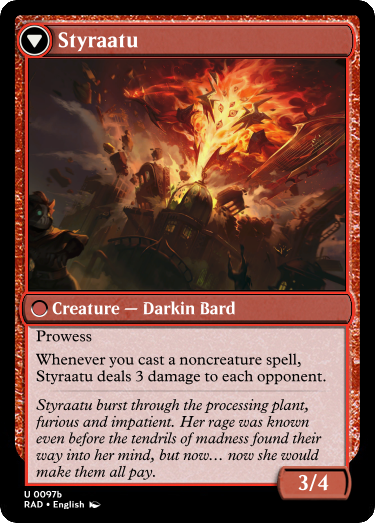 Styraatu
Creature — Darkin Bard
Prowess
Whenever you cast a noncreature spell,
Styraatu deals 3 damage to each opponent.
Styraatu burst through the processing plant,
furious and impatient. Her rage was known
even before the tendrils of madness found their
way into her mind, but now... now she would
make them all pay.
3/4
U 0097b
RAD • English